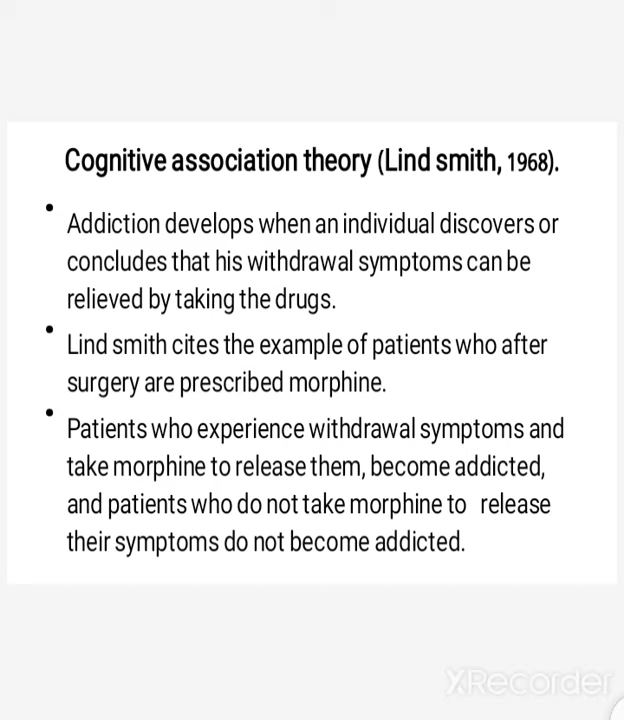 Cognitive association theory (Lind smith, 1968).
• Addiction develops when an individual discovers or
concludes that his withdrawal symptoms can be
relieved by taking the drugs.
• Lind smith cites the example of patients who after
surgery are prescribed morphine.
• Patients who experience withdrawal symptoms and
take morphine to release them, become addicted,
and patients who do not take morphine to release
their symptoms do not become addicted.
XRecorder